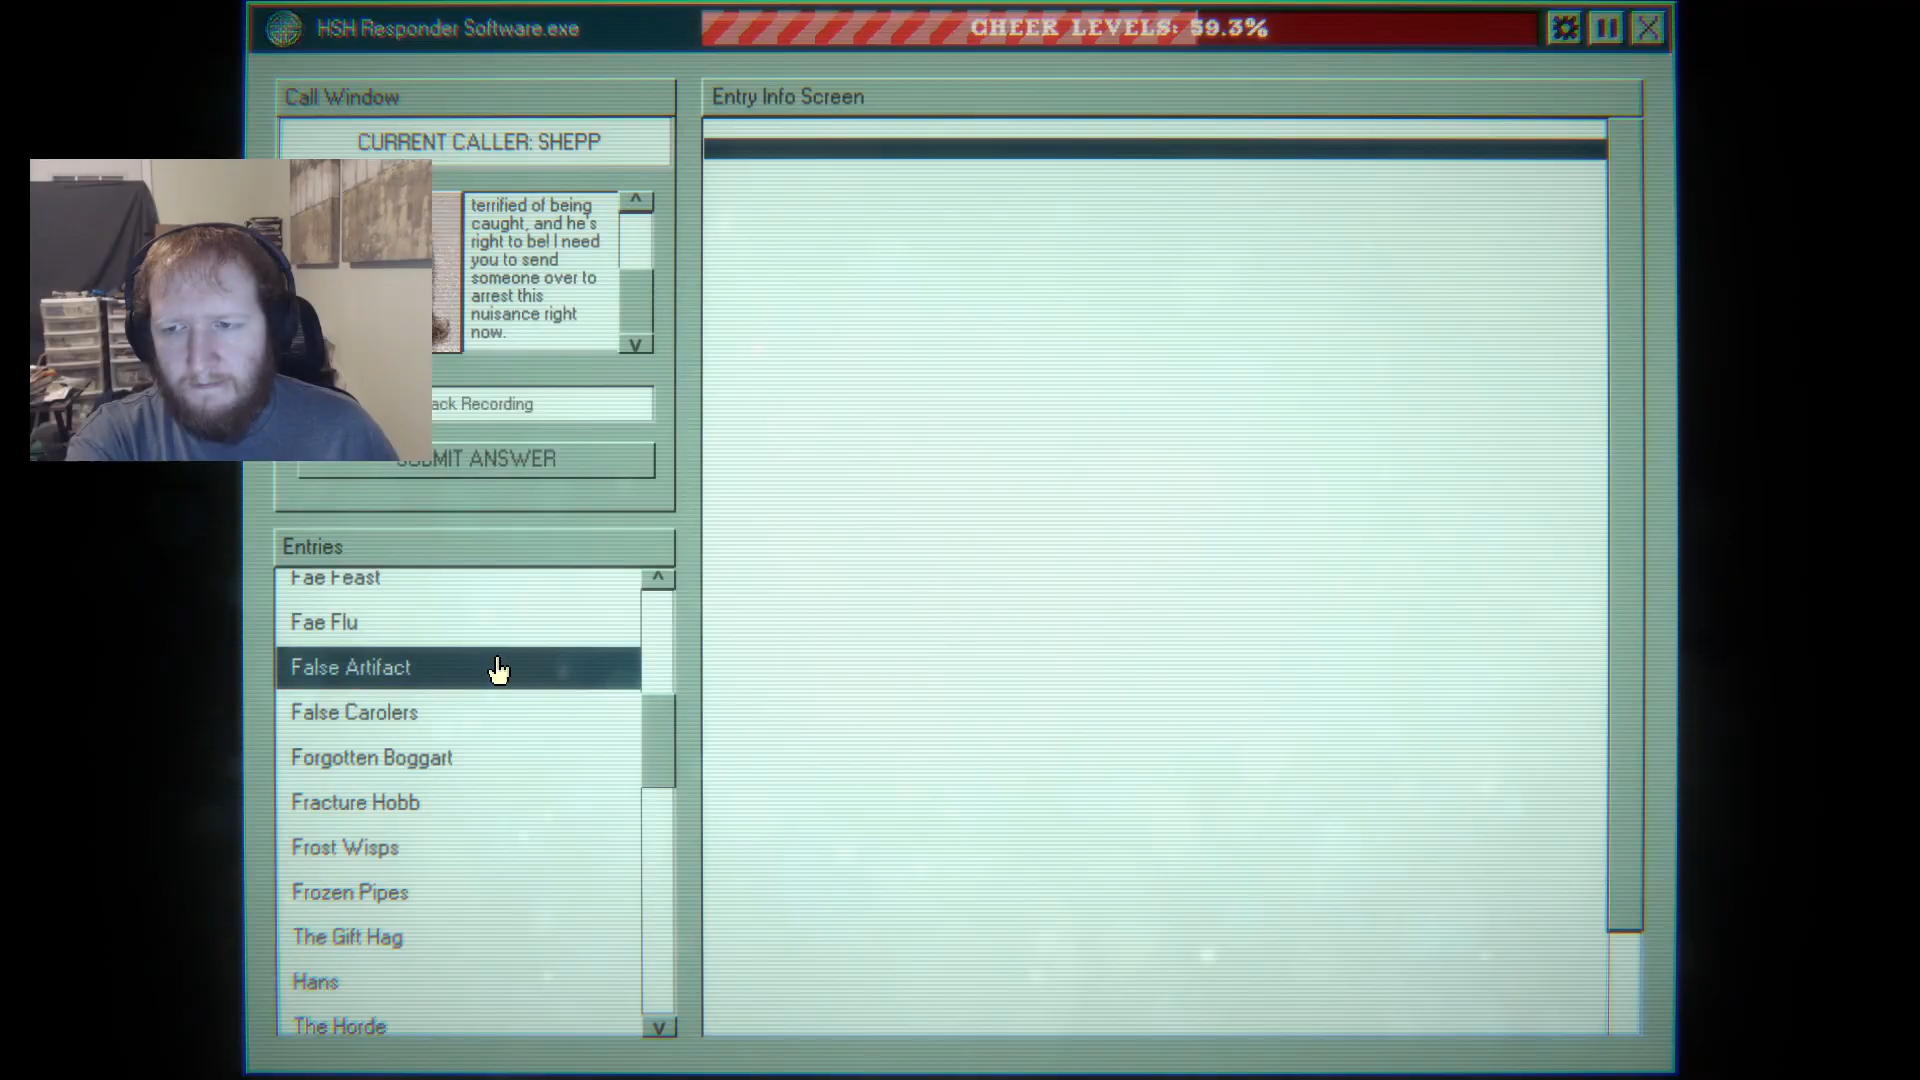 HSH Responder Software.exe
CHEER LEVELS: 59.3%
Call Window
CURRENT CALLER: SHEPP
terrified of being
caught, and he's
right to be! I need
you to send
someone over to
arrest this
nuisance right
now.
ack Recording
SUBMIT ANSWER
Entries
Fae Feast
Fae Flu
False Artifact
False Carolers
Forgotten Boggart
Fracture Hobb
Frost Wisps
Frozen Pipes
The Gift Hag
Hans
The Horde
Entry Info Screen